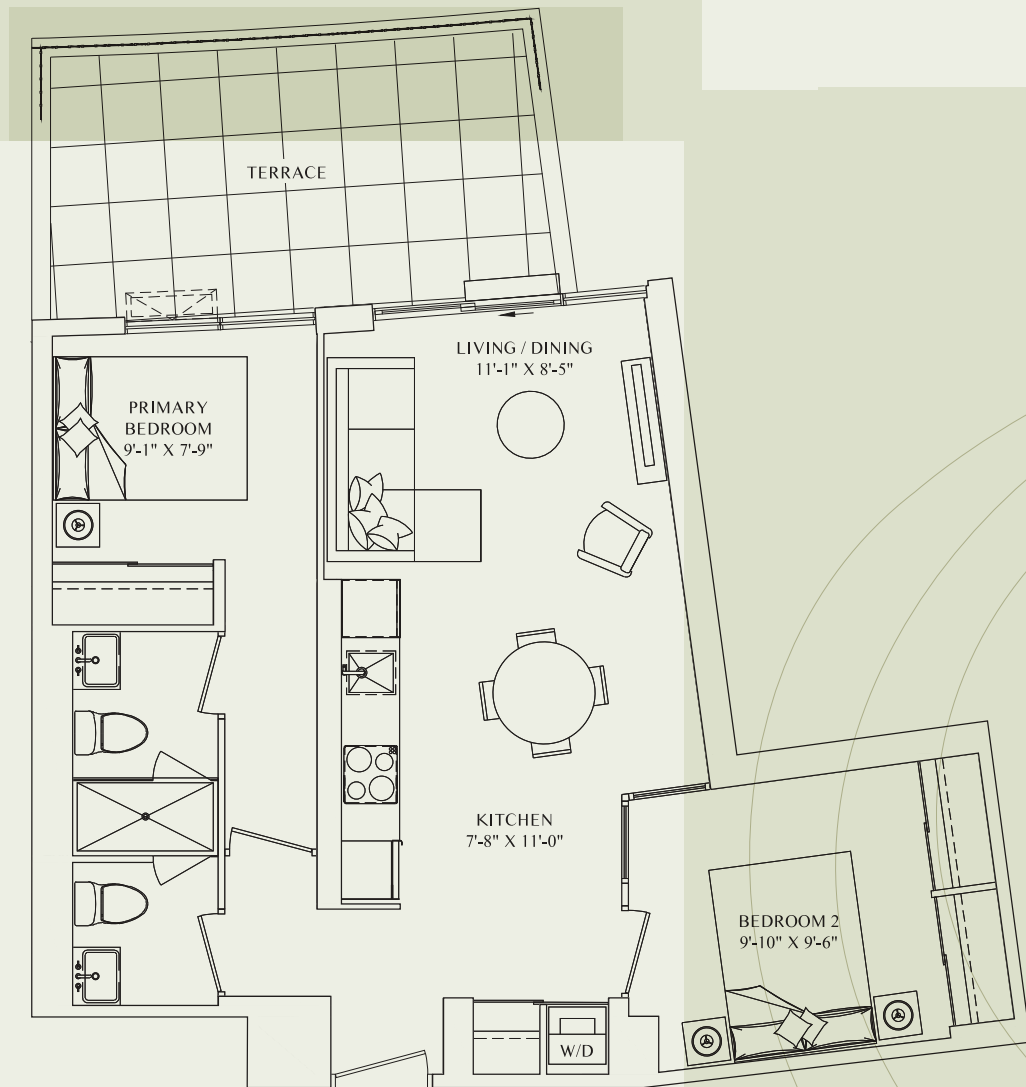 TERRACE
LIVING / DINING
11'-1" X 8'-5"
PRIMARY
BEDROOM
9'-1" X 7'-9"
KITCHEN
7'-8" X 11'-0"
BEDROOM 2
9'-10" X 9'-6"
W/D